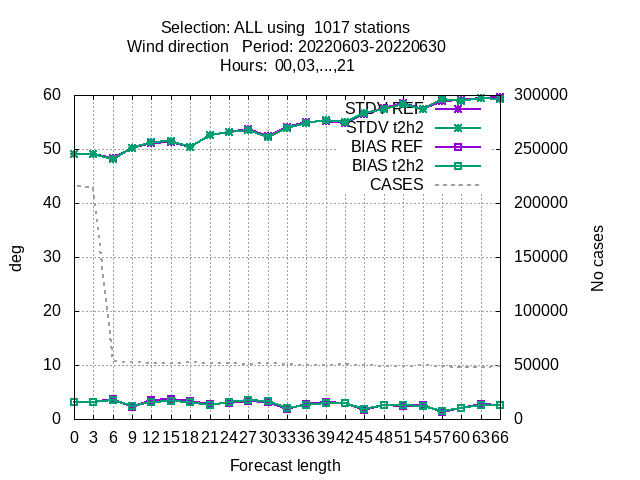 Selection: ALL using  1017 stations
Wind direction   Period: 20220603-20220630
Hours:  00,03,...,21
60 300000
STDV REF
STDV t2h2
50 250000
BIAS REF
BIAS t2h2
CASES
40 200000
30 150000
20 100000
10 50000
0 0
deg
No cases
0 3 6 9 12 15 18 21 24 27 30 33 36 39 42 45 48 51 54 57 60 63 66
Forecast length